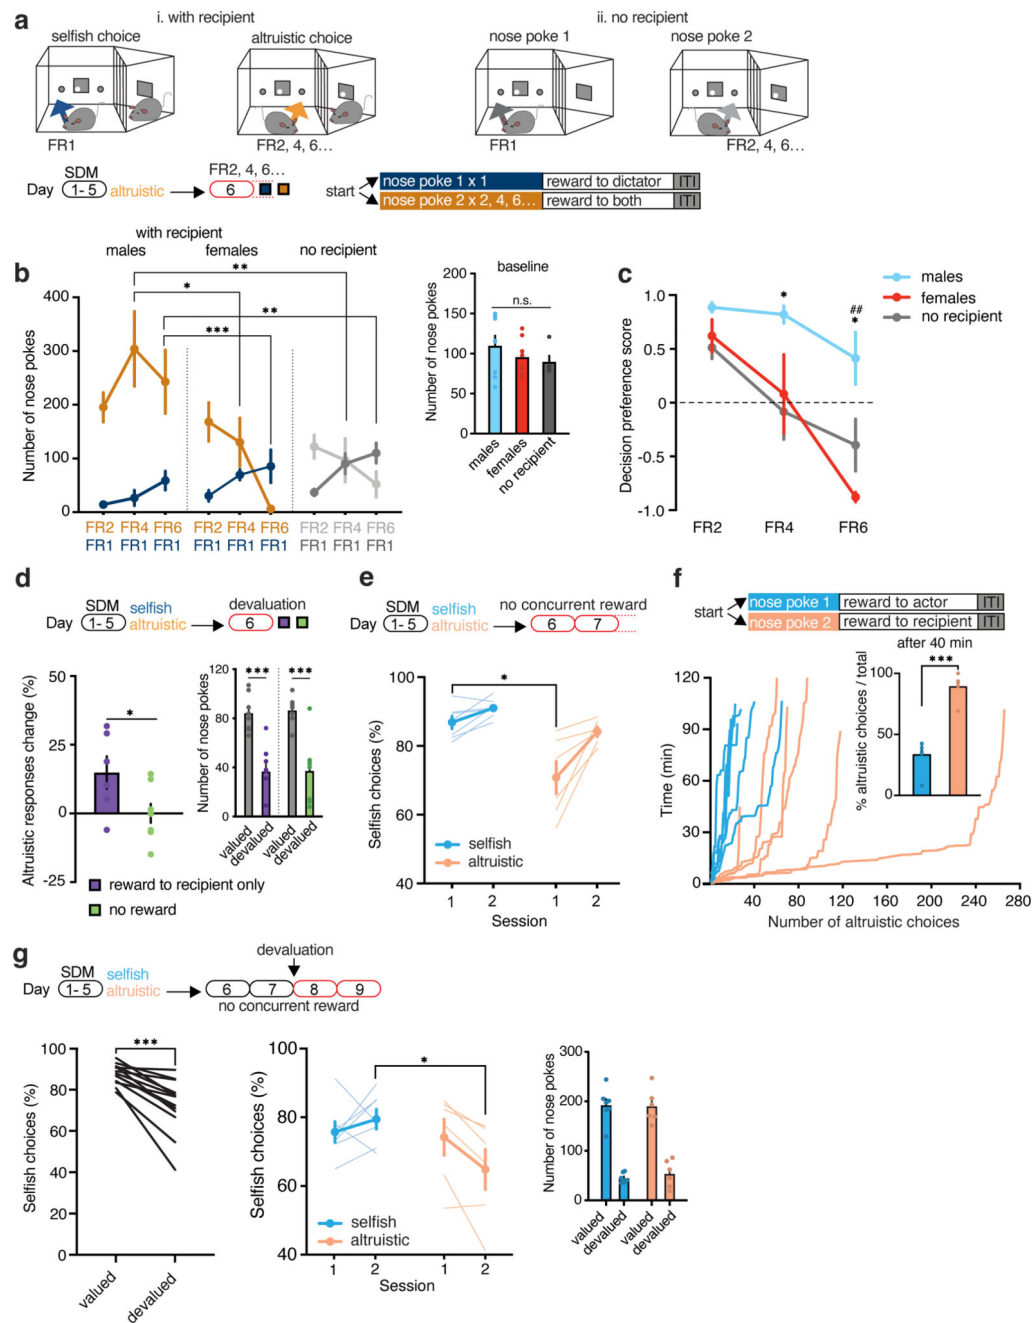 a
i. with recipient
ii. no recipient
selfish choice
altruistic choice
nose poke 1
nose poke 2
FR1
FR2, 4, 6...
FR1
FR2, 4, 6...
SDM
FR2, 4, 6...
Day 1- 5 altruistic 6
start
nose poke 1 x 1 reward to dictator ITI
nose poke 2 x 2, 4, 6... reward to both ITI
b
with recipient
males females no recipient
** * ** ***
Number of nose pokes
400
300
200
100
0
FR2 FR4 FR6 FR2 FR4 FR6 FR2 FR4 FR6
FR1 FR1 FR1 FR1 FR1 FR1 FR1 FR1 FR1
baseline
n.s.
Number of nose pokes
200
150
100
50
0
males
females
no recipient
c
males
females
no recipient
Decision preference score
1.0
0.5
0
-0.5
-1.0
*
##
*
FR2 FR4 FR6
d
SDM
selfish
devaluation
Day 1- 5 altruistic 6
Altruistic responses change (%)
50
25
0
-25
*
reward to recipient only
no reward
Number of nose pokes
120
80
40
0
*** ***
valued
devalued
valued
devalued
e
SDM
selfish
no concurrent reward
Day 1- 5 altruistic 6 7
Selfish choices (%)
100
80
60
40
*
selfish
altruistic
1 2 1 2
Session
f
start
nose poke 1 reward to actor ITI
nose poke 2 reward to recipient ITI
after 40 min
***
% altruistic choices / total
100
50
0
Time (min)
120
90
60
30
0
40 80 120 160 200 240 280
Number of altruistic choices
g
devaluation
SDM
selfish
Day 1- 5 altruistic 6 7 8 9
no concurrent reward
Selfish choices (%)
100
80
60
40
20
0
***
valued
devalued
Selfish choices (%)
100
80
60
40
*
selfish
altruistic
1 2 1 2
Session
Number of nose pokes
300
200
100
0
valued
devalued
valued
devalued